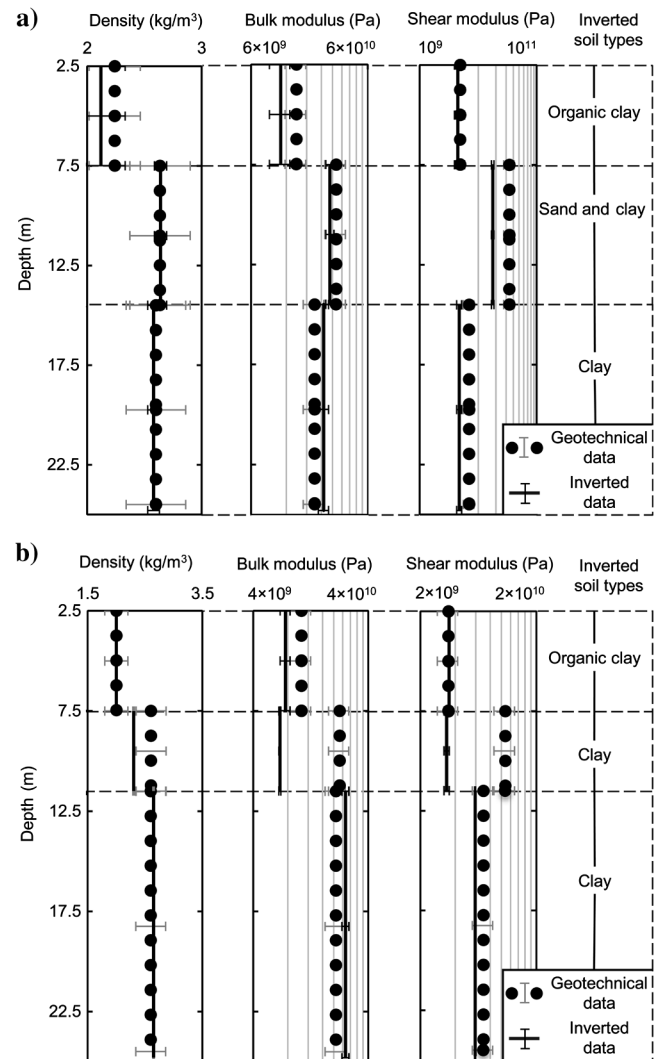 a)
Density (kg/m³) Bulk modulus (Pa) Shear modulus (Pa) Inverted
soil types
2 3 6×10⁹ 6×10¹⁰ 10⁹ 10¹¹
2.5
Organic clay
7.5
Sand and clay
Depth (m)
12.5
17.5
Clay
22.5
Geotechnical
data
Inverted
data
b)
Density (kg/m³) Bulk modulus (Pa) Shear modulus (Pa) Inverted
soil types
1.5 3.5 4×10⁹ 4×10¹⁰ 2×10⁹ 2×10¹⁰
2.5
Organic clay
7.5
Clay
Depth (m)
12.5
Clay
17.5
22.5
Geotechnical
data
Inverted
data